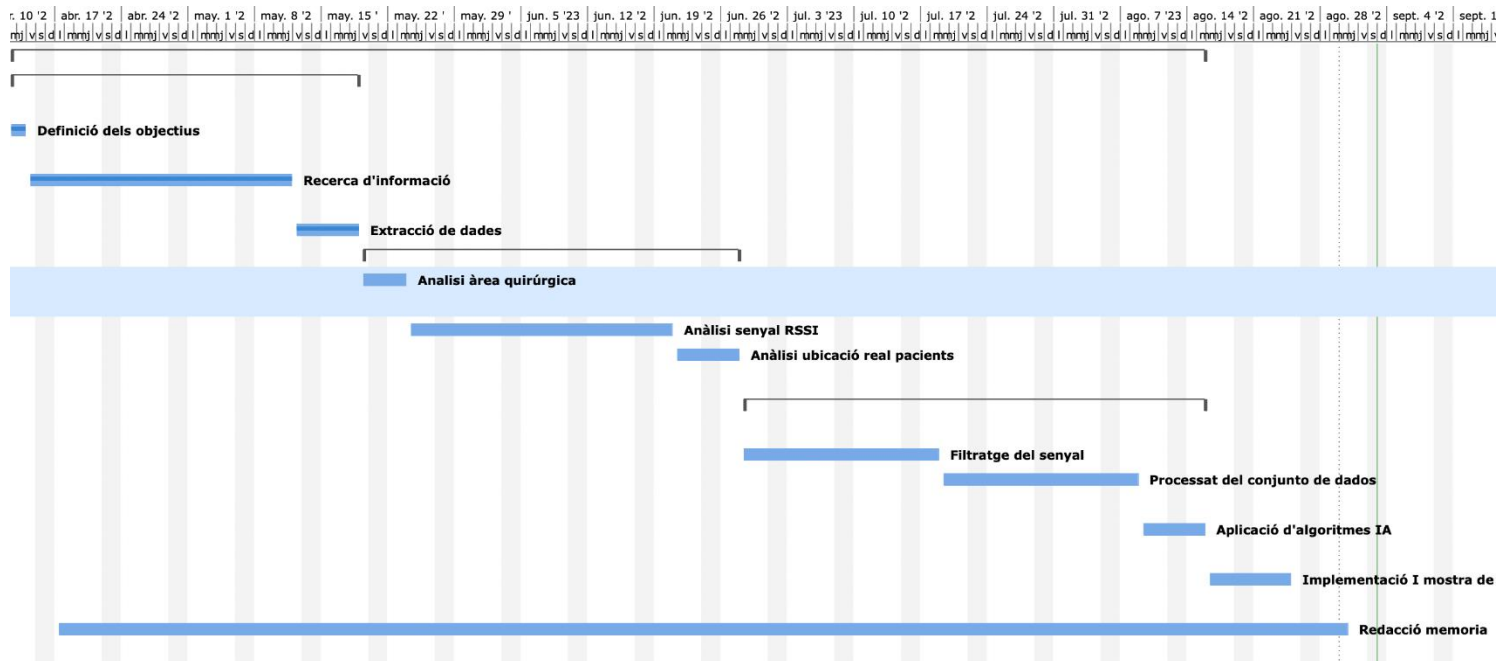 r. 10 '2 abr. 17 '2 abr. 24 '2 may. 1 '2 may. 8 '2 may. 15 ' may. 22 ' may. 29 ' jun. 5 '23 jun. 12 '2 jun. 19 '2 jun. 26 '2 jul. 3 '23 jul. 10 '2 jul. 17 '2 jul. 24 '2 jul. 31 '2 ago. 7 '23 ago. 14 '2 ago. 21 '2 ago. 28 '2 sept. 4 '2 sept. 1
Definició dels objectius
Recerca d'informació
Extracció de dades
Analisi àrea quirúrgica
Anàlisi senyal RSSI
Anàlisi ubicació real pacients
Filtratge del senyal
Processat del conjunto de dados
Aplicació d'algoritmes IA
Implementació I mostra de
Redacció memoria